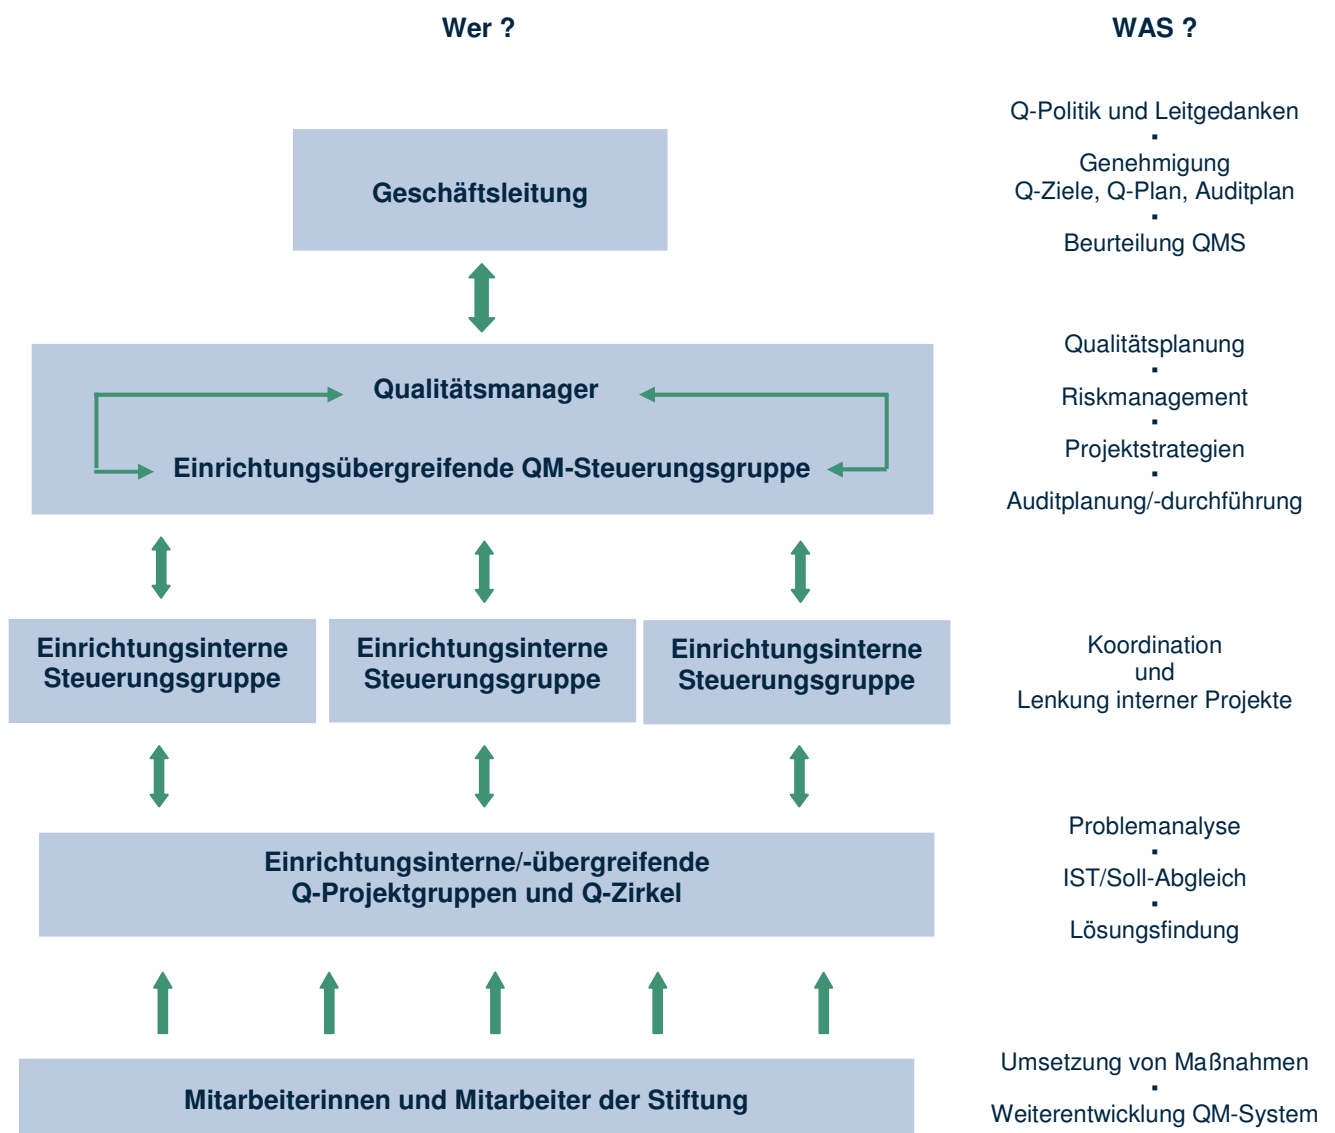 Wer ?
WAS ?
Geschäftsleitung
Q-Politik und Leitgedanken
Genehmigung
Q-Ziele, Q-Plan, Auditplan
Beurteilung QMS
Qualitätsmanager
Einrichtungsübergreifende QM-Steuerungsgruppe
Qualitätsplanung
Riskmanagement
Projektstrategien
Auditplanung/-durchführung
Einrichtungsinterne
Steuerungsgruppe
Einrichtungsinterne
Steuerungsgruppe
Einrichtungsinterne
Steuerungsgruppe
Koordination
und
Lenkung interner Projekte
Einrichtungsinterne/-übergreifende
Q-Projektgruppen und Q-Zirkel
Problemanalyse
IST/Soll-Abgleich
Lösungsfindung
Mitarbeiterinnen und Mitarbeiter der Stiftung
Umsetzung von Maßnahmen
Weiterentwicklung QM-System